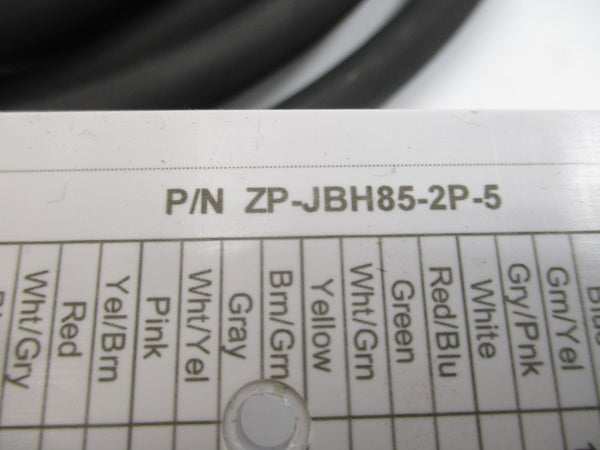 P/N ZP-JBH85-2P-5
Wht/Gry
Red
Yel/Brn
Pink
Wht/Yel
Gray
Brn/Grn
Yellow
Wht/Grn
Green
Red/Blu
White
Gry/Pnk
Grn/Yel
Blue